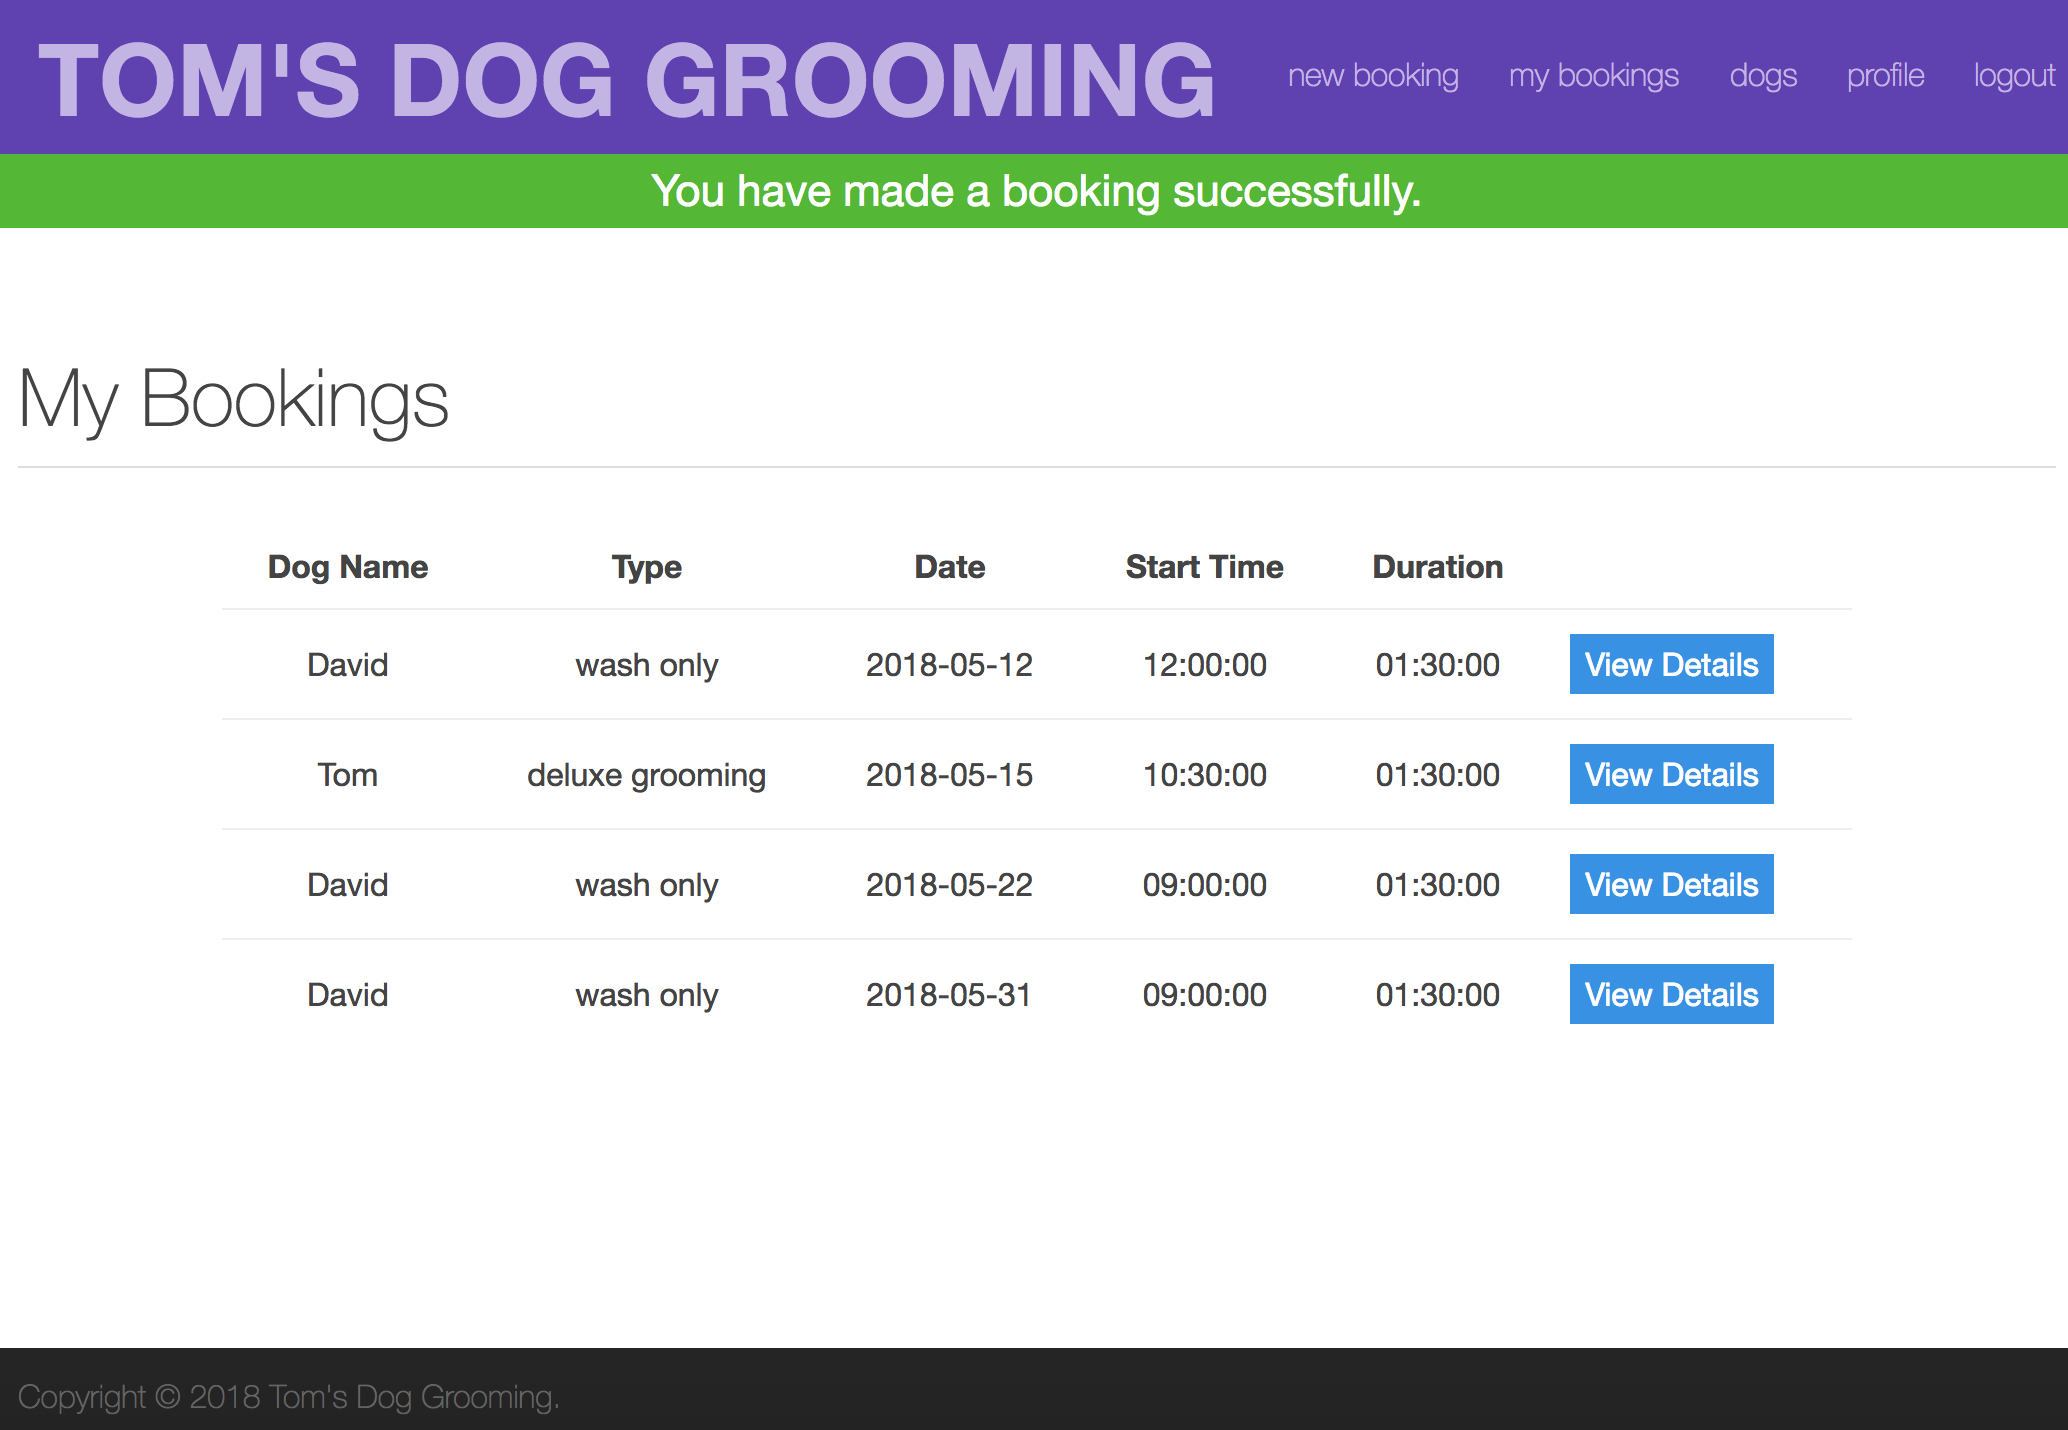 TOM'S DOG GROOMING new booking my bookings dogs profile logout
You have made a booking successfully.
My Bookings
Dog Name Type Date Start Time Duration
David wash only 2018-05-12 12:00:00 01:30:00 View Details
Tom deluxe grooming 2018-05-15 10:30:00 01:30:00 View Details
David wash only 2018-05-22 09:00:00 01:30:00 View Details
David wash only 2018-05-31 09:00:00 01:30:00 View Details
Copyright © 2018 Tom's Dog Grooming.